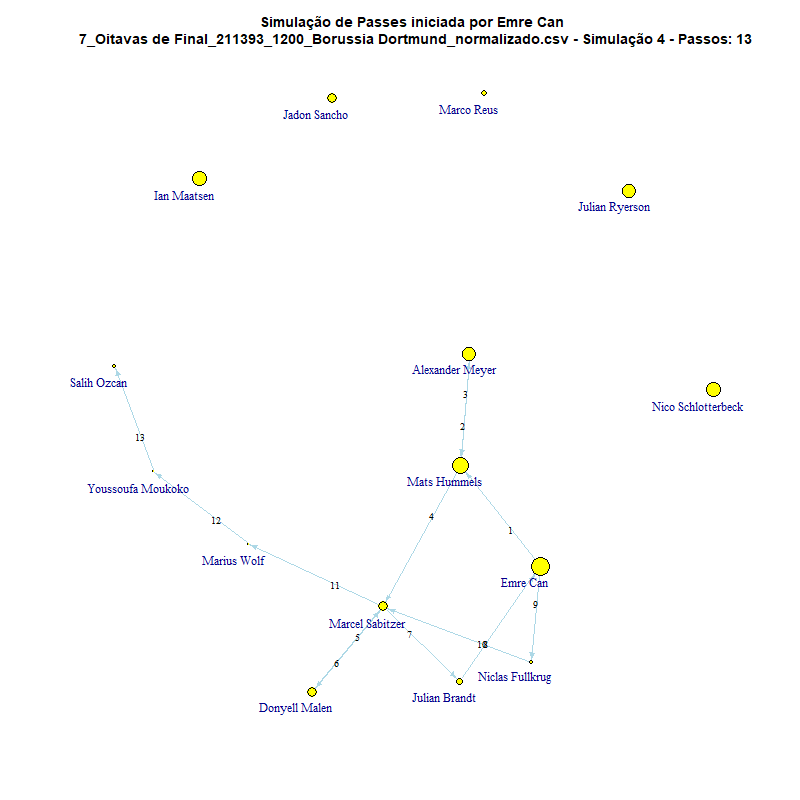 Simulação de Passes iniciada por Emre Can
7_Oitavas de Final_211393_1200_Borussia Dortmund_normalizado.csv - Simulação 4 - Passos: 13
Marco Reus
Jadon Sancho
Ian Maatsen
Julian Ryerson
Alexander Meyer
Salih Ozcan
3
Nico Schlotterbeck
2
13
Mats Hummels
Youssoufa Moukoko
4
12
1
Marius Wolf
Emre Can
11
9
Marcel Sabitzer
7
5
10
8
6
Niclas Fullkrug
Julian Brandt
Donyell Malen